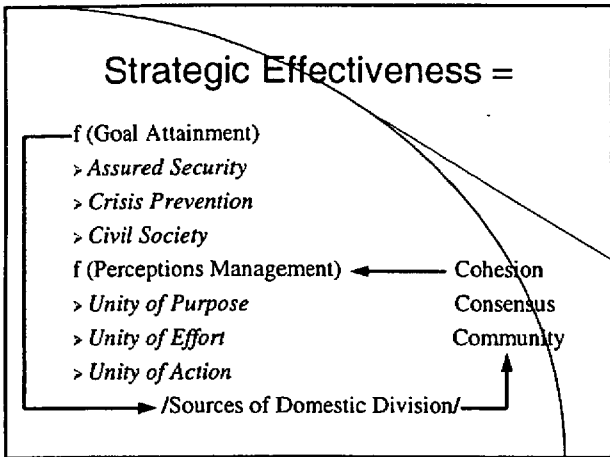 Strategic Effectiveness =
f (Goal Attainment)
> Assured Security
> Crisis Prevention
> Civil Society
f (Perceptions Management) Cohesion
> Unity of Purpose Consensus
> Unity of Effort Community
> Unity of Action
/Sources of Domestic Division/